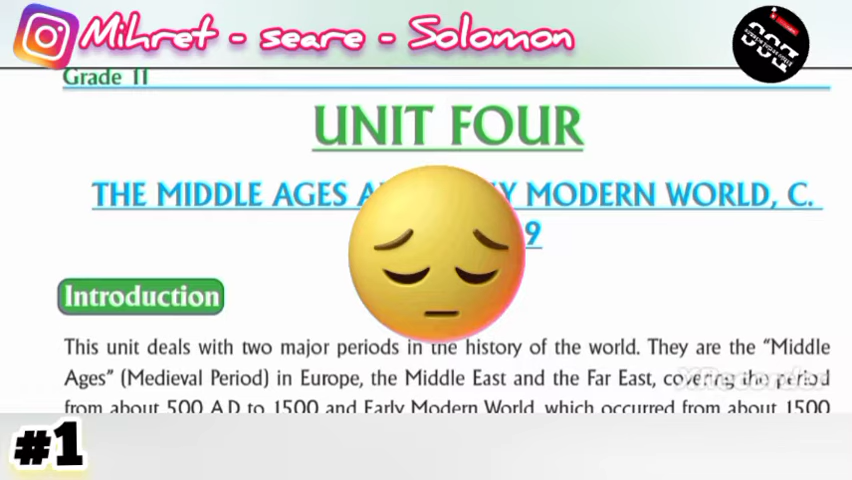 Mihret - seare - Solomon
Grade 11
UNIT FOUR
THE MIDDLE AGES MODERN WORLD, C.
9
Introduction
This unit deals with two major periods in the history of the world. They are the “Middle
Ages” (Medieval Period) in Europe, the Middle East and the Far East, covering the period
from about 500 A.D to 1500 and Early Modern World, which occurred from about 1500
XRecorder
#1